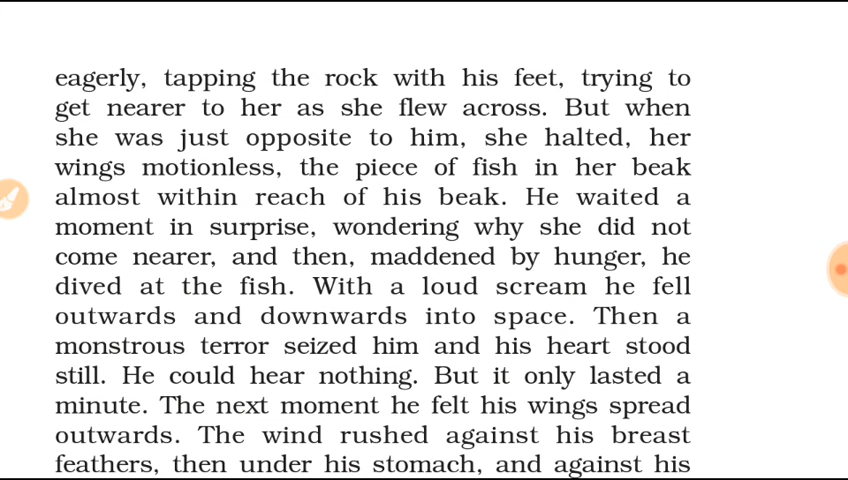 eagerly, tapping the rock with his feet, trying to
get nearer to her as she flew across. But when
she was just opposite to him, she halted, her
wings motionless, the piece of fish in her beak
almost within reach of his beak. He waited a
moment in surprise, wondering why she did not
come nearer, and then, maddened by hunger, he
dived at the fish. With a loud scream he fell
outwards and downwards into space. Then a
monstrous terror seized him and his heart stood
still. He could hear nothing. But it only lasted a
minute. The next moment he felt his wings spread
outwards. The wind rushed against his breast
feathers, then under his stomach, and against his